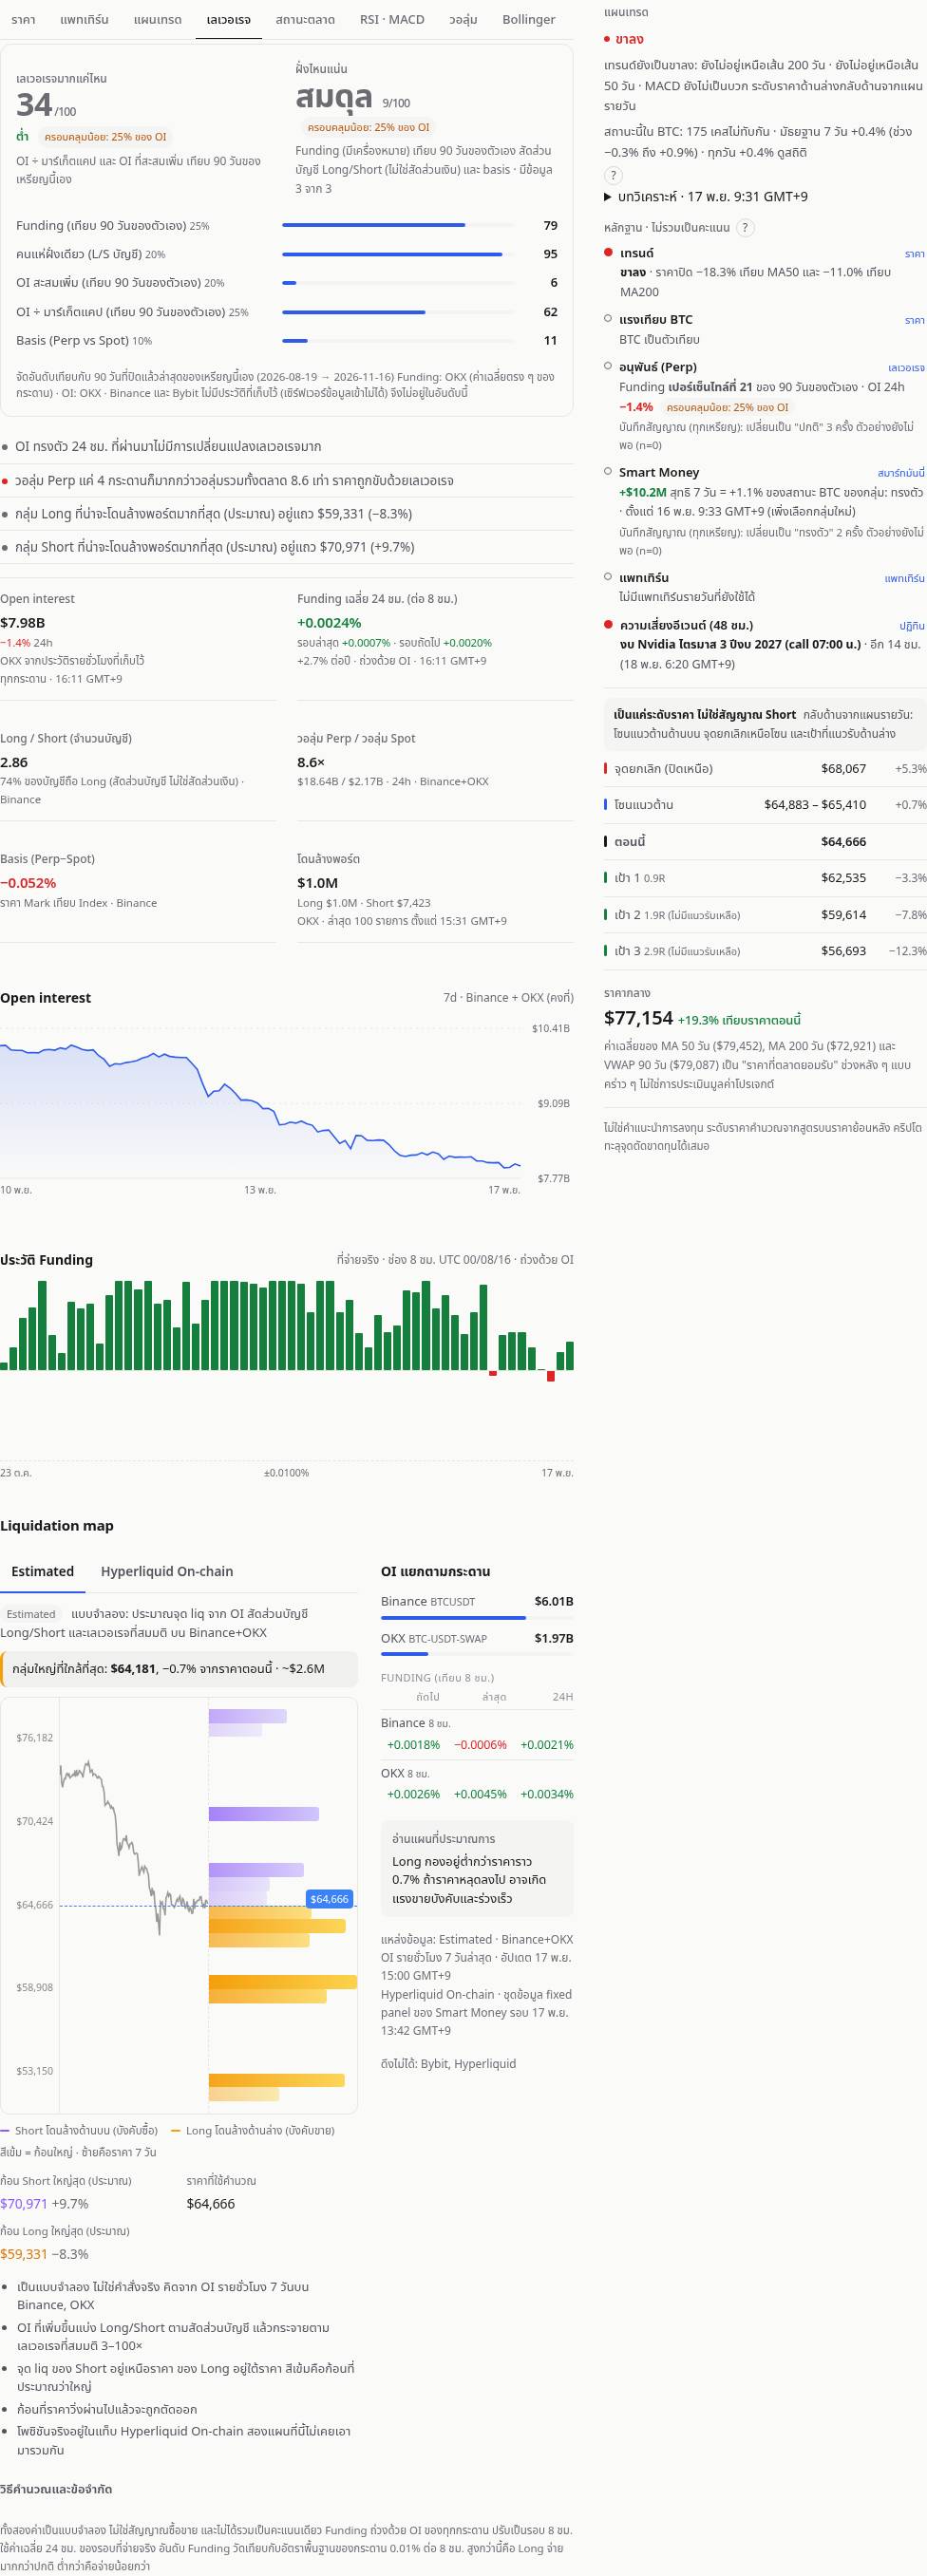 ราคา แพทเทิร์น แผนเทรด เลเวอเรจ สถานะตลาด RSI · MACD วอลุ่ม Bollinger
เลเวอเรจมากแค่ไหน
34/100
ต่ำ ครอบคลุมน้อย: 25% ของ OI
OI ÷ มาร์เก็ตแคป และ OI ที่สะสมเพิ่ม เทียบ 90 วันของ
เหรียญนี้เอง
ฝั่งไหนแน่น
สมดุล 9/100
ครอบคลุมน้อย: 25% ของ OI
Funding (มีเครื่องหมาย) เทียบ 90 วันของตัวเอง สัดส่วน
บัญชี Long/Short (ไม่ใช่สัดส่วนเงิน) และ basis · มีข้อมูล
3 จาก 3
Funding (เทียบ 90 วันของตัวเอง) 25% 79
คนแห่ฝั่งเดียว (L/S บัญชี) 20% 95
OI สะสมเพิ่ม (เทียบ 90 วันของตัวเอง) 20% 6
OI ÷ มาร์เก็ตแคป (เทียบ 90 วันของตัวเอง) 25% 62
Basis (Perp vs Spot) 10% 11
จัดอันดับเทียบกับ 90 วันที่ปิดแล้วล่าสุดของเหรียญนี้เอง (2026-08-19 → 2026-11-16) Funding: OKX (ค่าเฉลี่ยตรง ๆ ของ
กระดาน) · OI: OKX · Binance และ Bybit ไม่มีประวัติที่เก็บไว้ (เซิร์ฟเวอร์ข้อมูลเข้าไม่ได้) จึงไม่อยู่ในอันดับนี้
OI ทรงตัว 24 ชม. ที่ผ่านมาไม่มีการเปลี่ยนแปลงเลเวอเรจมาก
วอลุ่ม Perp แค่ 4 กระดานก็มากกว่าวอลุ่มรวมทั้งตลาด 8.6 เท่า ราคาถูกขับด้วยเลเวอเรจ
กลุ่ม Long ที่น่าจะโดนล้างพอร์ตมากที่สุด (ประมาณ) อยู่แถว $59,331 (−8.3%)
กลุ่ม Short ที่น่าจะโดนล้างพอร์ตมากที่สุด (ประมาณ) อยู่แถว $70,971 (+9.7%)
Open interest
$7.98B
−1.4% 24h
OKX จากประวัติรายชั่วโมงที่เก็บไว้
ทุกกระดาน · 16:11 GMT+9
Funding เฉลี่ย 24 ชม. (ต่อ 8 ชม.)
+0.0024%
รอบล่าสุด +0.0007% · รอบถัดไป +0.0020%
+2.7% ต่อปี · ถ่วงด้วย OI · 16:11 GMT+9
Long / Short (จำนวนบัญชี)
2.86
74% ของบัญชีถือ Long (สัดส่วนบัญชี ไม่ใช่สัดส่วนเงิน) ·
Binance
วอลุ่ม Perp / วอลุ่ม Spot
8.6×
$18.64B / $2.17B · 24h · Binance+OKX
Basis (Perp−Spot)
−0.052%
ราคา Mark เทียบ Index · Binance
โดนล้างพอร์ต
$1.0M
Long $1.0M · Short $7,423
OKX · ล่าสุด 100 รายการ ตั้งแต่ 15:31 GMT+9
Open interest 7d · Binance + OKX (คงที่)
$10.41B
$9.09B
$7.77B
10 พ.ย. 13 พ.ย. 17 พ.ย.
ประวัติ Funding ที่จ่ายจริง · ช่อง 8 ชม. UTC 00/08/16 · ถ่วงด้วย OI
23 ต.ค. ±0.0100% 17 พ.ย.
Liquidation map
Estimated Hyperliquid On-chain
Estimated แบบจำลอง: ประมาณจุด liq จาก OI สัดส่วนบัญชี
Long/Short และเลเวอเรจที่สมมติ บน Binance+OKX
กลุ่มใหญ่ที่ใกล้ที่สุด: $64,181, −0.7% จากราคาตอนนี้ · ~$2.6M
$76,182
$70,424
$64,666 $64,666
$58,908
$53,150
Short โดนล้างด้านบน (บังคับซื้อ) Long โดนล้างด้านล่าง (บังคับขาย)
สีเข้ม = ก้อนใหญ่ · ซ้ายคือราคา 7 วัน
ก้อน Short ใหญ่สุด (ประมาณ) ราคาที่ใช้คำนวณ
$70,971 +9.7% $64,666
ก้อน Long ใหญ่สุด (ประมาณ)
$59,331 −8.3%
เป็นแบบจำลอง ไม่ใช่คำสั่งจริง คิดจาก OI รายชั่วโมง 7 วันบน
Binance, OKX
OI ที่เพิ่มขึ้นแบ่ง Long/Short ตามสัดส่วนบัญชี แล้วกระจายตาม
เลเวอเรจที่สมมติ 3–100×
จุด liq ของ Short อยู่เหนือราคา ของ Long อยู่ใต้ราคา สีเข้มคือก้อนที่
ประมาณว่าใหญ่
ก้อนที่ราคาวิ่งผ่านไปแล้วจะถูกตัดออก
โพซิชันจริงอยู่ในแท็บ Hyperliquid On-chain สองแผนที่นี้ไม่เคยเอา
มารวมกัน
OI แยกตามกระดาน
Binance BTCUSDT $6.01B
OKX BTC-USDT-SWAP $1.97B
FUNDING (เทียบ 8 ชม.)
ถัดไป ล่าสุด 24H
Binance 8 ชม.
+0.0018% −0.0006% +0.0021%
OKX 8 ชม.
+0.0026% +0.0045% +0.0034%
อ่านแผนที่ประมาณการ
Long กองอยู่ต่ำกว่าราคาราว
0.7% ถ้าราคาหลุดลงไป อาจเกิด
แรงขายบังคับและร่วงเร็ว
แหล่งข้อมูล: Estimated · Binance+OKX
OI รายชั่วโมง 7 วันล่าสุด · อัปเดต 17 พ.ย.
15:00 GMT+9
Hyperliquid On-chain · ชุดข้อมูล fixed
panel ของ Smart Money รอบ 17 พ.ย.
13:42 GMT+9
ดึงไม่ได้: Bybit, Hyperliquid
วิธีคำนวณและข้อจำกัด
ทั้งสองค่าเป็นแบบจำลอง ไม่ใช่สัญญาณซื้อขาย และไม่ได้รวมเป็นคะแนนเดียว Funding ถ่วงด้วย OI ของทุกกระดาน ปรับเป็นรอบ 8 ชม.
ใช้ค่าเฉลี่ย 24 ชม. ของรอบที่จ่ายจริง อันดับ Funding วัดเทียบกับอัตราพื้นฐานของกระดาน 0.01% ต่อ 8 ชม. สูงกว่านี้คือ Long จ่าย
มากกว่าปกติ ต่ำกว่าคือจ่ายน้อยกว่า
แผนเทรด
ขาลง
เทรนด์ยังเป็นขาลง: ยังไม่อยู่เหนือเส้น 200 วัน · ยังไม่อยู่เหนือเส้น
50 วัน · MACD ยังไม่เป็นบวก ระดับราคาด้านล่างกลับด้านจากแผน
รายวัน
สถานะนี้ใน BTC: 175 เคสไม่ทับกัน · มัธยฐาน 7 วัน +0.4% (ช่วง
−0.3% ถึง +0.9%) · ทุกวัน +0.4% ดูสถิติ
?
บทวิเคราะห์ · 17 พ.ย. 9:31 GMT+9
หลักฐาน · ไม่รวมเป็นคะแนน ?
เทรนด์ ราคา
ขาลง · ราคาปิด −18.3% เทียบ MA50 และ −11.0% เทียบ
MA200
แรงเทียบ BTC ราคา
BTC เป็นตัวเทียบ
อนุพันธ์ (Perp) เลเวอเรจ
Funding เปอร์เซ็นไทล์ที่ 21 ของ 90 วันของตัวเอง · OI 24h
−1.4% ครอบคลุมน้อย: 25% ของ OI
บันทึกสัญญาณ (ทุกเหรียญ): เปลี่ยนเป็น "ปกติ" 3 ครั้ง ตัวอย่างยังไม่
พอ (n=0)
Smart Money สมาร์ทมันนี่
+$10.2M สุทธิ 7 วัน = +1.1% ของสถานะ BTC ของกลุ่ม: ทรงตัว
· ตั้งแต่ 16 พ.ย. 9:33 GMT+9 (เพิ่งเลือกกลุ่มใหม่)
บันทึกสัญญาณ (ทุกเหรียญ): เปลี่ยนเป็น "ทรงตัว" 2 ครั้ง ตัวอย่างยังไม่
พอ (n=0)
แพทเทิร์น แพทเทิร์น
ไม่มีแพทเทิร์นรายวันที่ยังใช้ได้
ความเสี่ยงอีเวนต์ (48 ชม.) ปฏิทิน
งบ Nvidia ไตรมาส 3 ปีงบ 2027 (call 07:00 น.) · อีก 14 ชม.
(18 พ.ย. 6:20 GMT+9)
เป็นแค่ระดับราคา ไม่ใช่สัญญาณ Short กลับด้านจากแผนรายวัน:
โซนแนวต้านด้านบน จุดยกเลิกเหนือโซน และเป้าที่แนวรับด้านล่าง
จุดยกเลิก (ปิดเหนือ) $68,067 +5.3%
โซนแนวต้าน $64,883 – $65,410 +0.7%
ตอนนี้ $64,666
เป้า 1 0.9R $62,535 −3.3%
เป้า 2 1.9R (ไม่มีแนวรับเหลือ) $59,614 −7.8%
เป้า 3 2.9R (ไม่มีแนวรับเหลือ) $56,693 −12.3%
ราคากลาง
$77,154 +19.3% เทียบราคาตอนนี้
ค่าเฉลี่ยของ MA 50 วัน ($79,452), MA 200 วัน ($72,921) และ
VWAP 90 วัน ($79,087) เป็น "ราคาที่ตลาดยอมรับ" ช่วงหลัง ๆ แบบ
คร่าว ๆ ไม่ใช่การประเมินมูลค่าโปรเจกต์
ไม่ใช่คำแนะนำการลงทุน ระดับราคาคำนวณจากสูตรบนราคาย้อนหลัง คริปโต
ทะลุจุดตัดขาดทุนได้เสมอ